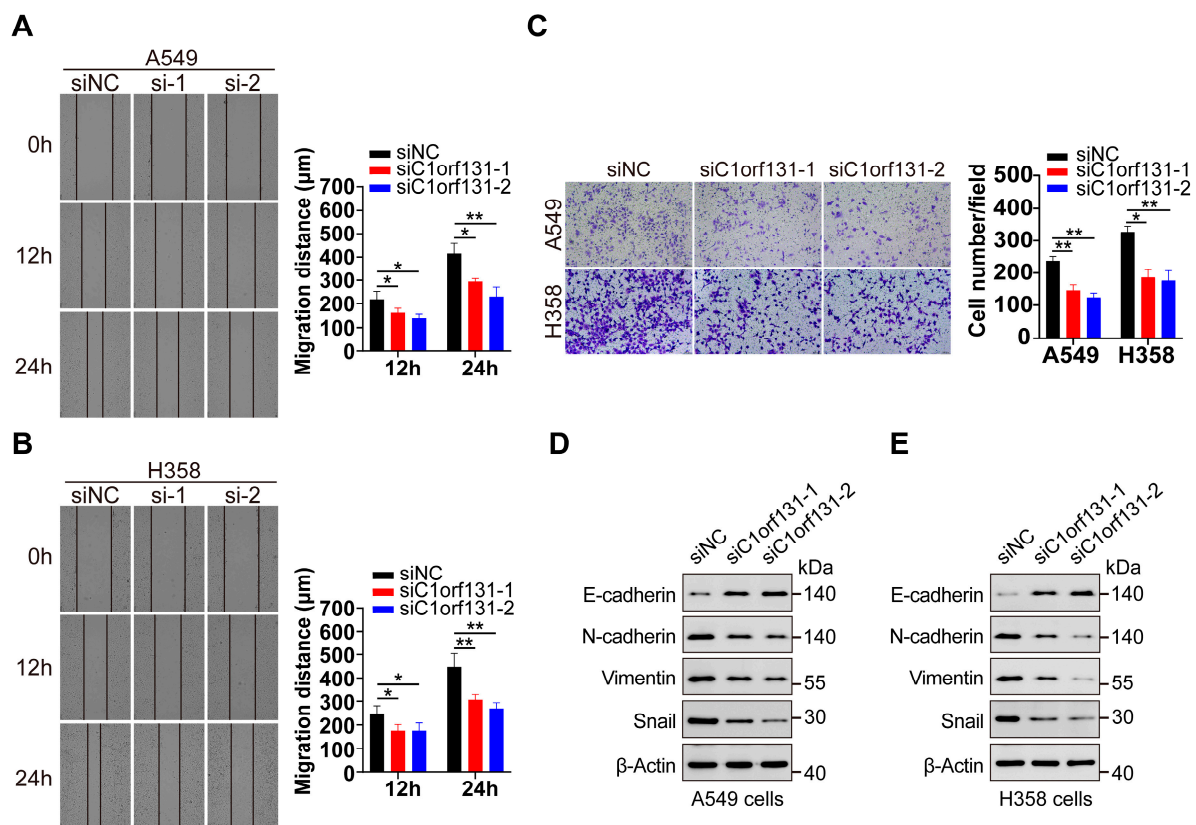 A
A549
siNC si-1 si-2
0h
12h
24h
siNC
siC1orf131-1
siC1orf131-2
Migration distance (μm)
700
600
500
400
300
200
100
0
* * * **
12h 24h
B
H358
siNC si-1 si-2
0h
12h
24h
siNC
siC1orf131-1
siC1orf131-2
Migration distance (μm)
700
600
500
400
300
200
100
0
* * ** **
12h 24h
C
siNC siC1orf131-1 siC1orf131-2
A549
H358
siNC
siC1orf131-1
siC1orf131-2
Cell number/field
500
400
300
200
100
0
** ** * **
A549 H358
D
siNC siC1orf131-1 siC1orf131-2
kDa
E-cadherin 140
N-cadherin 140
Vimentin 55
Snail 30
β-Actin 40
A549 cells
E
siNC siC1orf131-1 siC1orf131-2
kDa
E-cadherin 140
N-cadherin 140
Vimentin 55
Snail 30
β-Actin 40
H358 cells